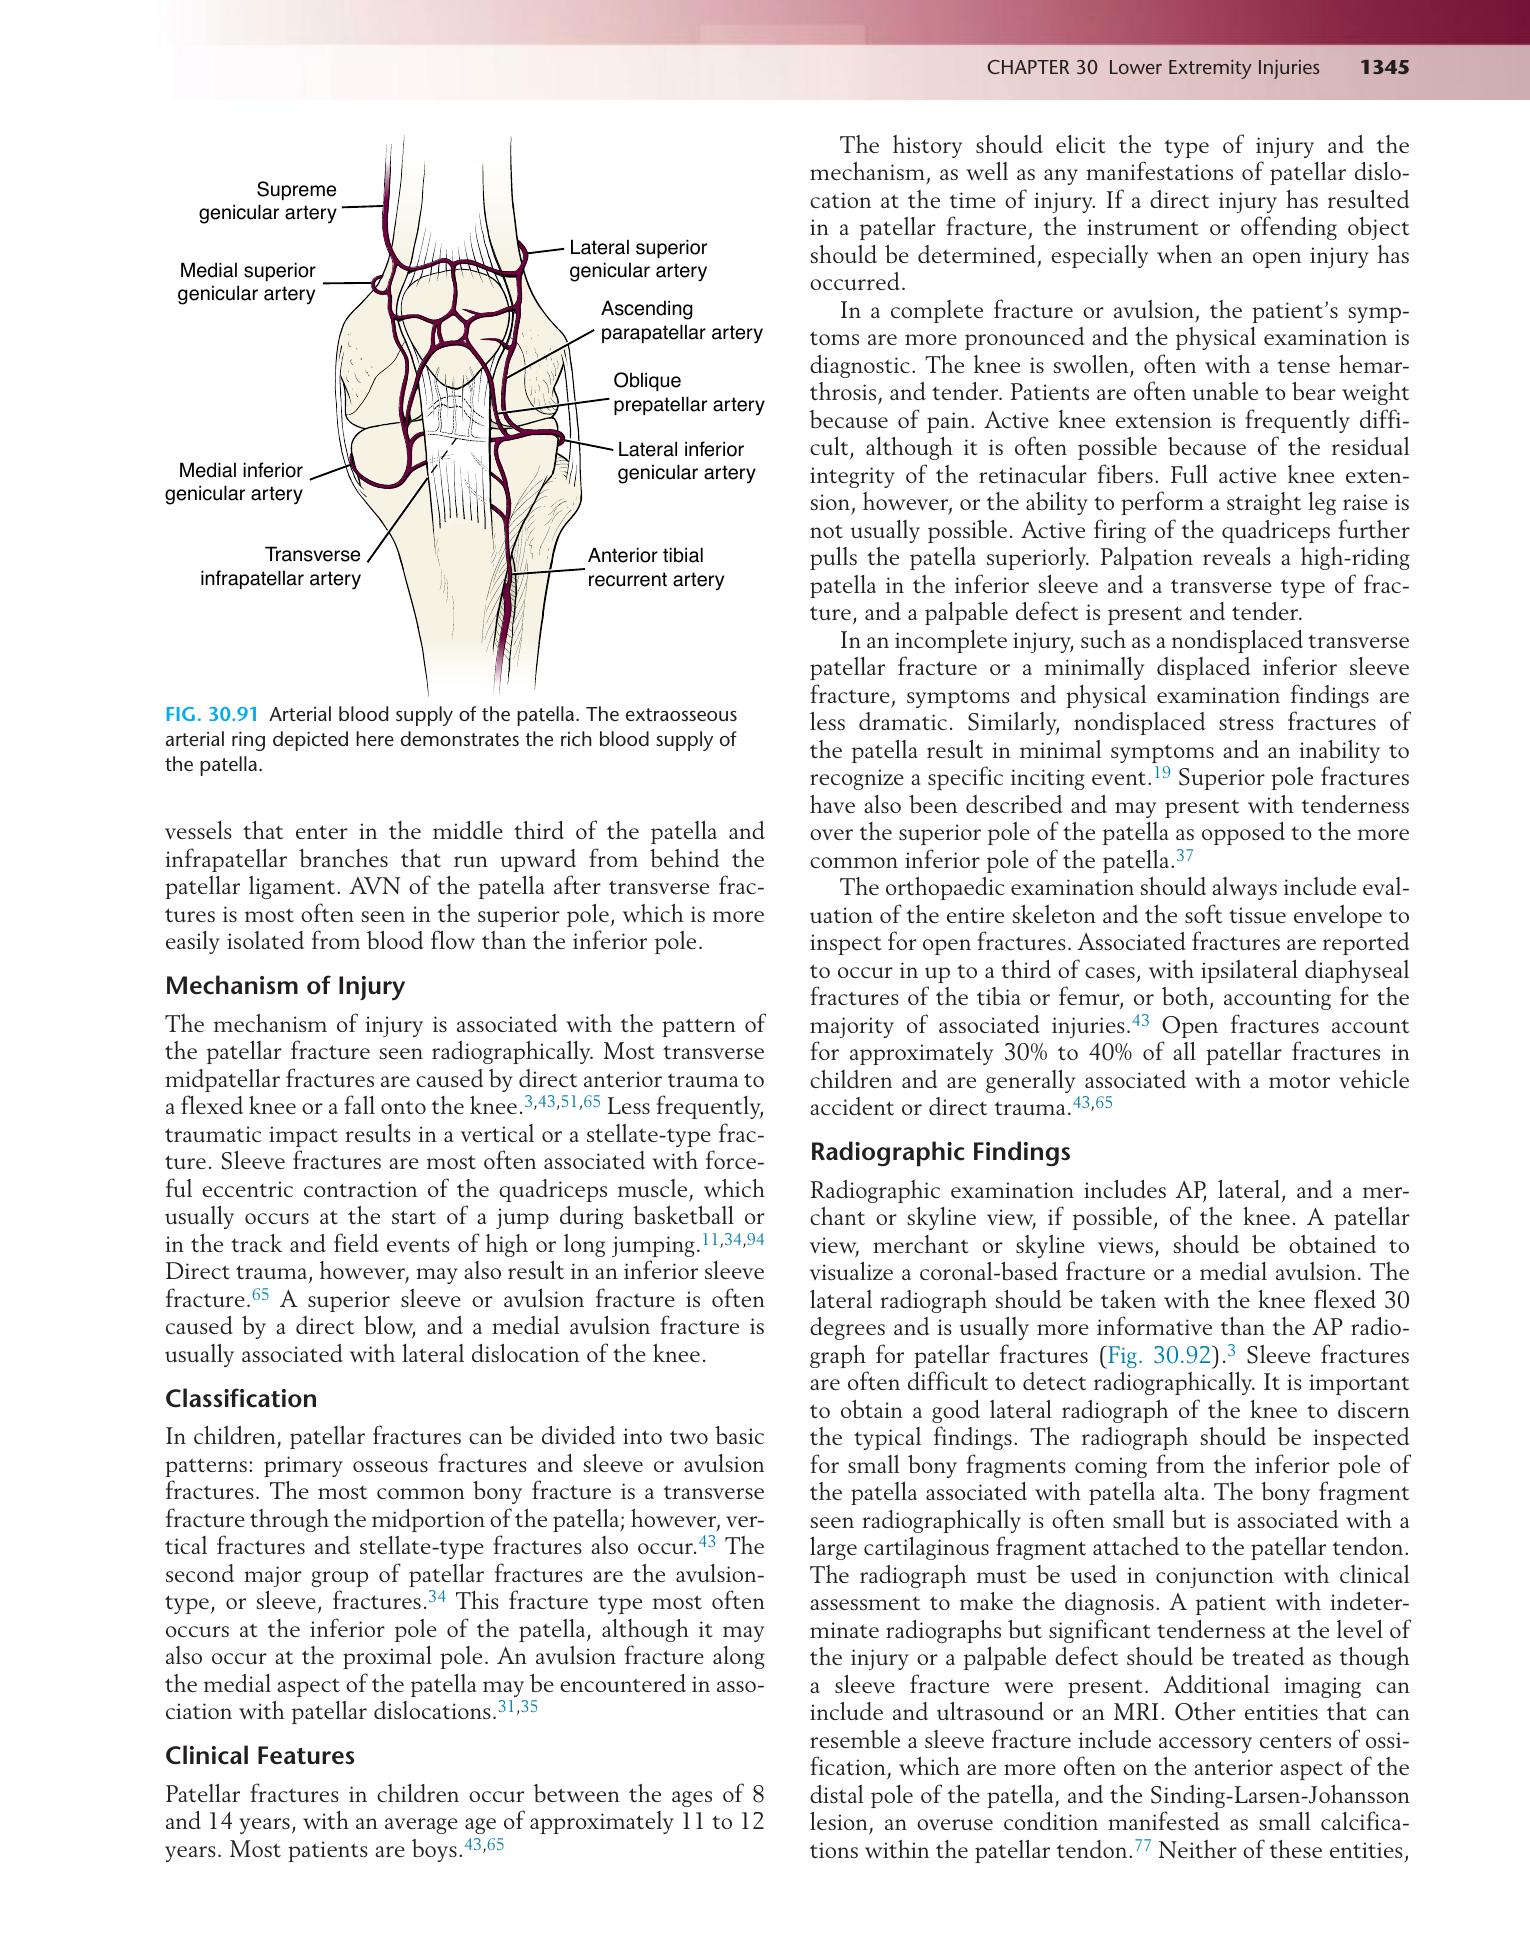 CHAPTER 30 Lower Extremity Injuries 1345
Supreme
genicular artery
Medial superior
genicular artery
Lateral superior
genicular artery
Ascending
parapatellar artery
Oblique
prepatellar artery
Lateral inferior
genicular artery
Medial inferior
genicular artery
Transverse
infrapatellar artery
Anterior tibial
recurrent artery
FIG. 30.91 Arterial blood supply of the patella. The extraosseous
arterial ring depicted here demonstrates the rich blood supply of
the patella.
vessels that enter in the middle third of the patella and
infrapatellar branches that run upward from behind the
patellar ligament. AVN of the patella after transverse frac-
tures is most often seen in the superior pole, which is more
easily isolated from blood flow than the inferior pole.
Mechanism of Injury
The mechanism of injury is associated with the pattern of
the patellar fracture seen radiographically. Most transverse
midpatellar fractures are caused by direct anterior trauma to
a flexed knee or a fall onto the knee.3,43,51,65 Less frequently,
traumatic impact results in a vertical or a stellate-type frac-
ture. Sleeve fractures are most often associated with force-
ful eccentric contraction of the quadriceps muscle, which
usually occurs at the start of a jump during basketball or
in the track and field events of high or long jumping.11,34,94
Direct trauma, however, may also result in an inferior sleeve
fracture.65 A superior sleeve or avulsion fracture is often
caused by a direct blow, and a medial avulsion fracture is
usually associated with lateral dislocation of the knee.
Classification
In children, patellar fractures can be divided into two basic
patterns: primary osseous fractures and sleeve or avulsion
fractures. The most common bony fracture is a transverse
fracture through the midportion of the patella; however, ver-
tical fractures and stellate-type fractures also occur.43 The
second major group of patellar fractures are the avulsion-
type, or sleeve, fractures.34 This fracture type most often
occurs at the inferior pole of the patella, although it may
also occur at the proximal pole. An avulsion fracture along
the medial aspect of the patella may be encountered in asso-
ciation with patellar dislocations.31,35
Clinical Features
Patellar fractures in children occur between the ages of 8
and 14 years, with an average age of approximately 11 to 12
years. Most patients are boys.43,65
The history should elicit the type of injury and the
mechanism, as well as any manifestations of patellar dislo-
cation at the time of injury. If a direct injury has resulted
in a patellar fracture, the instrument or offending object
should be determined, especially when an open injury has
occurred.
In a complete fracture or avulsion, the patient's symp-
toms are more pronounced and the physical examination is
diagnostic. The knee is swollen, often with a tense hemar-
throsis, and tender. Patients are often unable to bear weight
because of pain. Active knee extension is frequently diffi-
cult, although it is often possible because of the residual
integrity of the retinacular fibers. Full active knee exten-
sion, however, or the ability to perform a straight leg raise is
not usually possible. Active firing of the quadriceps further
pulls the patella superiorly. Palpation reveals a high-riding
patella in the inferior sleeve and a transverse type of frac-
ture, and a palpable defect is present and tender.
In an incomplete injury, such as a nondisplaced transverse
patellar fracture or a minimally displaced inferior sleeve
fracture, symptoms and physical examination findings are
less dramatic. Similarly, nondisplaced stress fractures of
the patella result in minimal symptoms and an inability to
recognize a specific inciting event.19 Superior pole fractures
have also been described and may present with tenderness
over the superior pole of the patella as opposed to the more
common inferior pole of the patella.37
The orthopaedic examination should always include eval-
uation of the entire skeleton and the soft tissue envelope to
inspect for open fractures. Associated fractures are reported
to occur in up to a third of cases, with ipsilateral diaphyseal
fractures of the tibia or femur, or both, accounting for the
majority of associated injuries.43 Open fractures account
for approximately 30% to 40% of all patellar fractures in
children and are generally associated with a motor vehicle
accident or direct trauma.43,65
Radiographic Findings
Radiographic examination includes AP, lateral, and a mer-
chant or skyline view, if possible, of the knee. A patellar
view, merchant or skyline views, should be obtained to
visualize a coronal-based fracture or a medial avulsion. The
lateral radiograph should be taken with the knee flexed 30
degrees and is usually more informative than the AP radio-
graph for patellar fractures (Fig. 30.92).3 Sleeve fractures
are often difficult to detect radiographically. It is important
to obtain a good lateral radiograph of the knee to discern
the typical findings. The radiograph should be inspected
for small bony fragments coming from the inferior pole of
the patella associated with patella alta. The bony fragment
seen radiographically is often small but is associated with a
large cartilaginous fragment attached to the patellar tendon.
The radiograph must be used in conjunction with clinical
assessment to make the diagnosis. A patient with indeter-
minate radiographs but significant tenderness at the level of
the injury or a palpable defect should be treated as though
a sleeve fracture were present. Additional imaging can
include and ultrasound or an MRI. Other entities that can
resemble a sleeve fracture include accessory centers of ossi-
fication, which are more often on the anterior aspect of the
distal pole of the patella, and the Sinding-Larsen-Johansson
lesion, an overuse condition manifested as small calcifica-
tions within the patellar tendon.77 Neither of these entities,